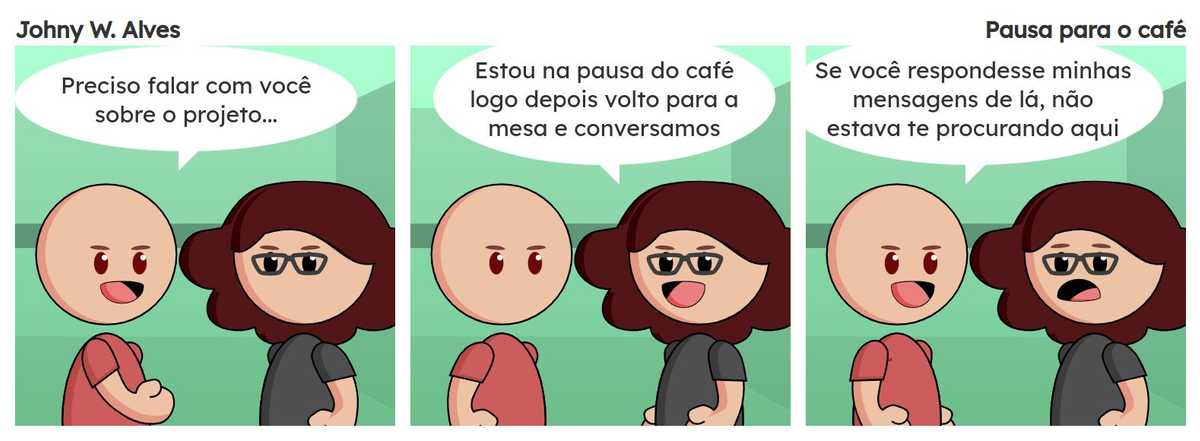 Johny W. Alves
Pausa para o café
Preciso falar com você
sobre o projeto...
Estou na pausa do café
logo depois volto para a
mesa e conversamos
Se você respondesse minhas
mensagens de lá, não
estava te procurando aqui